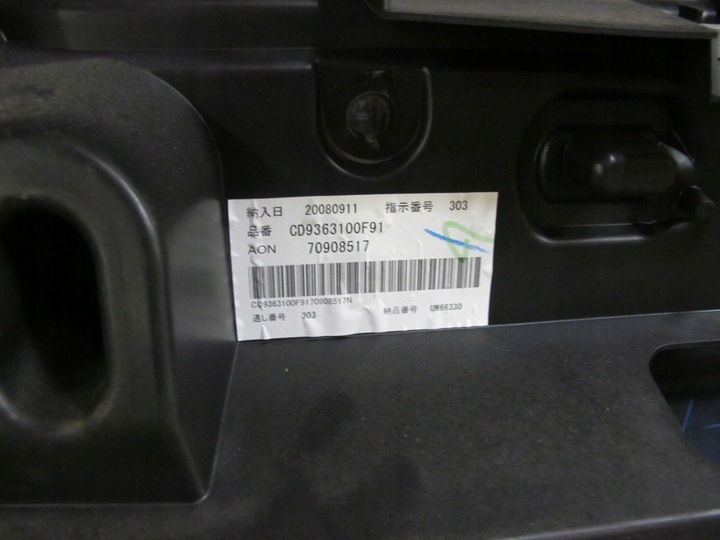 納入日 20080911 指示番号 303
品番 CD9363100F91
AON 70908517
CD9363100F9170908517N
通し番号 303 納品番号 UN66330